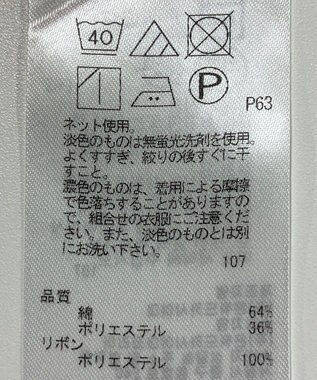 40
P
P63
ネット使用。
淡色のものは無蛍光洗剤を使用。
よくすすぎ、絞りの後すぐに干
すこと。
濃色のものは、着用による摩擦
で色落ちすることがありますの
で、組合せの衣服にご注意くだ
さい。また、淡色のものとは別
にお洗い下さい。
107
品質
綿 64%
ポリエステル 36%
リボン
ポリエステル 100%